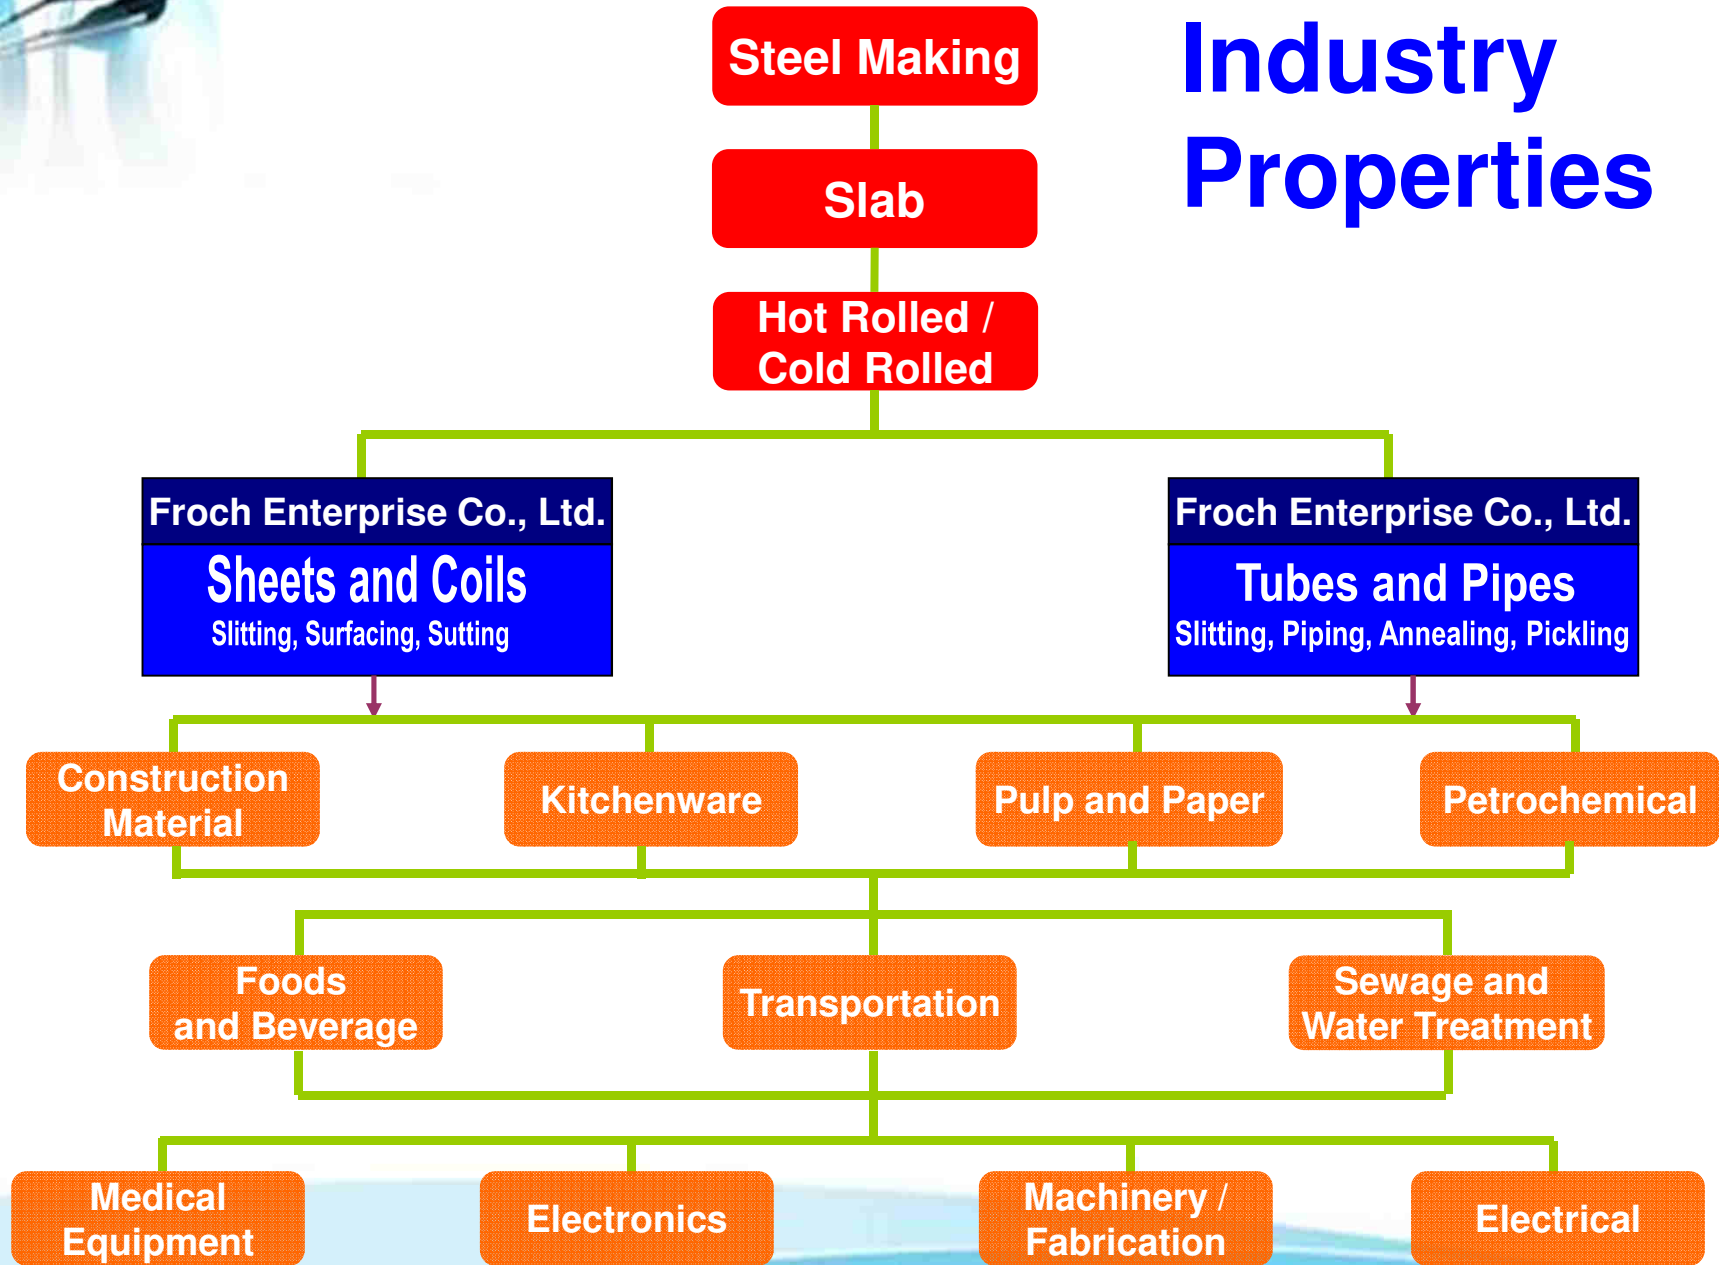 Industry
Properties
Steel Making
Slab
Hot Rolled /
Cold Rolled
Froch Enterprise Co., Ltd.
Sheets and Coils
Slitting, Surfacing, Sutting
Froch Enterprise Co., Ltd.
Tubes and Pipes
Slitting, Piping, Annealing, Pickling
Construction
Material
Kitchenware
Pulp and Paper
Petrochemical
Foods
and Beverage
Transportation
Sewage and
Water Treatment
Medical
Equipment
Electronics
Machinery /
Fabrication
Electrical